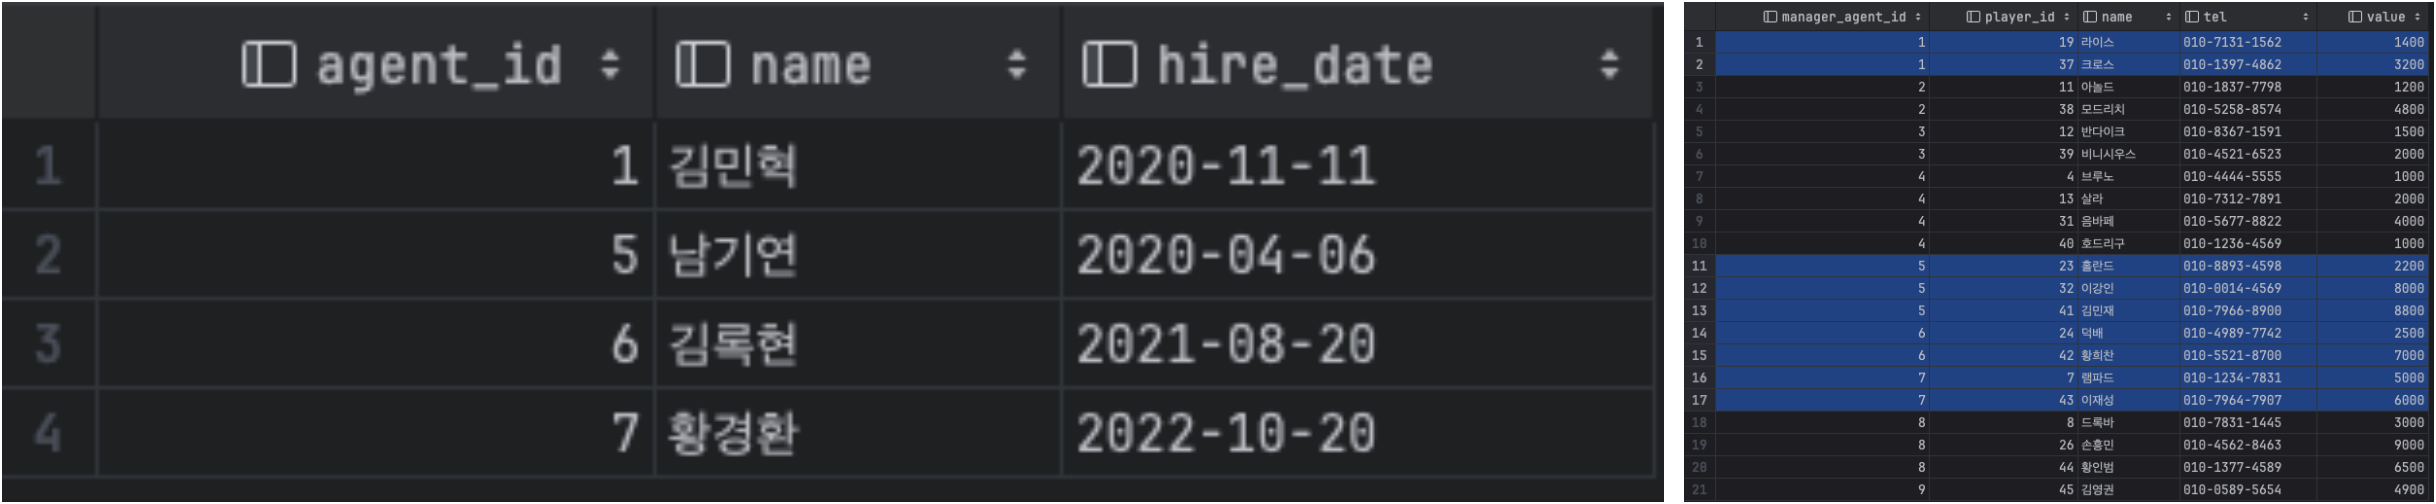 agent_id name hire_date
1 1 김민혁 2020-11-11
2 5 남기연 2020-04-06
3 6 김록현 2021-08-20
4 7 황경환 2022-10-20
manager_agent_id player_id name tel value
1 1 19 라이스 010-7131-1562 1400
2 1 37 크로스 010-1397-4862 3200
3 2 11 아놀드 010-1837-7798 1200
4 2 38 모드리치 010-5258-8574 4800
5 3 12 반다이크 010-8367-1591 1500
6 3 39 비니시우스 010-4521-6523 2000
7 4 4 브루노 010-4444-5555 1000
8 4 13 살라 010-7312-7891 2000
9 4 31 음바페 010-5677-8822 4000
10 4 40 호드리구 010-1236-4569 1000
11 5 23 홀란드 010-8893-4598 2200
12 5 32 이강인 010-0014-4569 8000
13 5 41 김민재 010-7966-8900 8800
14 6 24 덕배 010-4989-7742 2500
15 6 42 황희찬 010-5521-8700 7000
16 7 7 램파드 010-1234-7831 5000
17 7 43 이재성 010-7964-7907 6000
18 8 8 드록바 010-7831-1445 3000
19 8 26 손흥민 010-4562-8463 9000
20 8 44 황인범 010-1377-4589 6500
21 9 45 김영권 010-0589-5654 4900